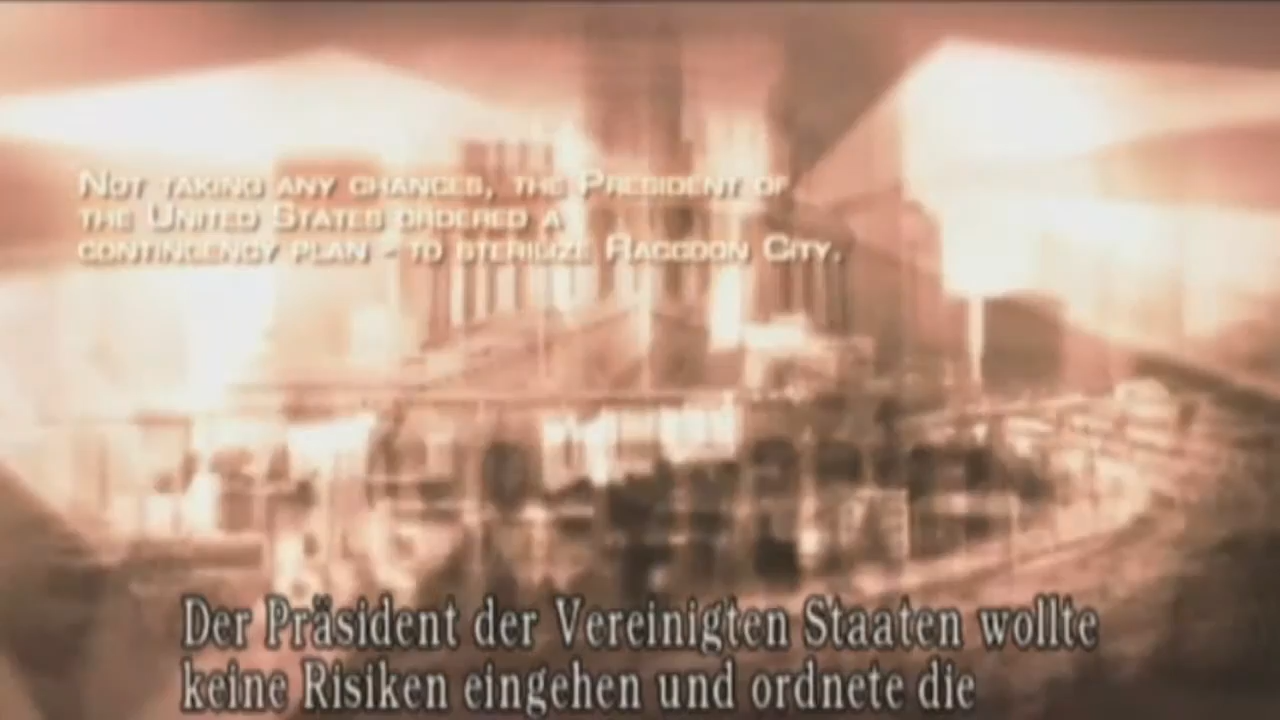 NOT TAKING ANY CHANCES, THE PRESIDENT OF
THE UNITED STATES ORDERED A
CONTINGENCY PLAN - TO STERILIZE RACCOON CITY.
Der Präsident der Vereinigten Staaten wollte
keine Risiken eingehen und ordnete die